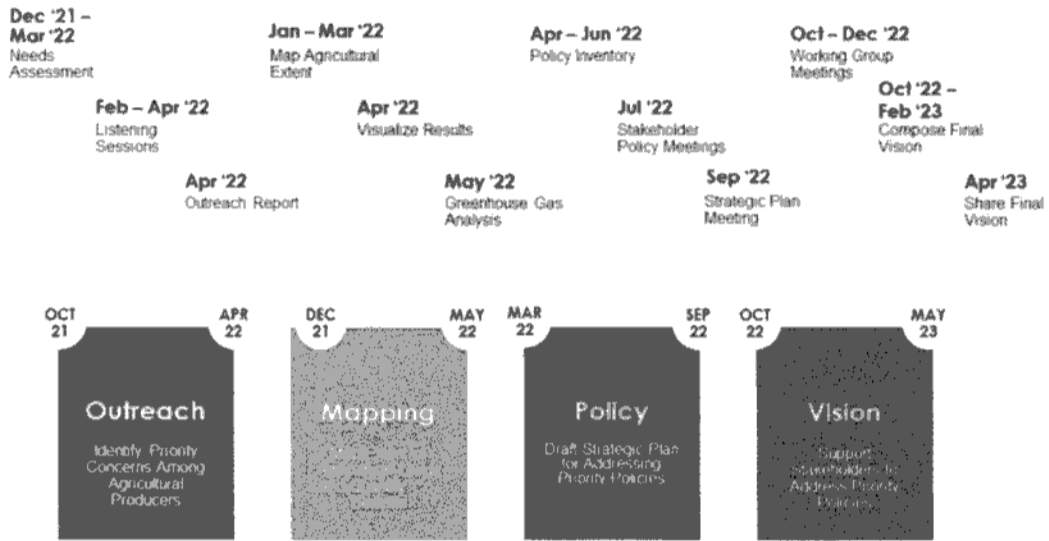 Dec '21 –
Mar '22
Needs
Assessment
Jan – Mar '22
Map Agricultural
Extent
Apr – Jun '22
Policy Inventory
Oct – Dec '22
Working Group
Meetings
Feb – Apr '22
Listening
Sessions
Apr '22
Visualize Results
Jul '22
Stakeholder
Policy Meetings
Oct '22 –
Feb '23
Compose Final
Vision
Apr '22
Outreach Report
May '22
Greenhouse Gas
Analysis
Sep '22
Strategic Plan
Meeting
Apr '23
Share Final
Vision
OCT
21
APR
22
Outreach
Identify Priority
Concerns Among
Agricultural
Producers
DEC
21
MAY
22
Mapping
MAR
22
SEP
22
Policy
Draft Strategic Plan
for Addressing
Priority Policies
OCT
22
MAY
23
Vision
Support
Stakeholders to
Address Priority
Policies